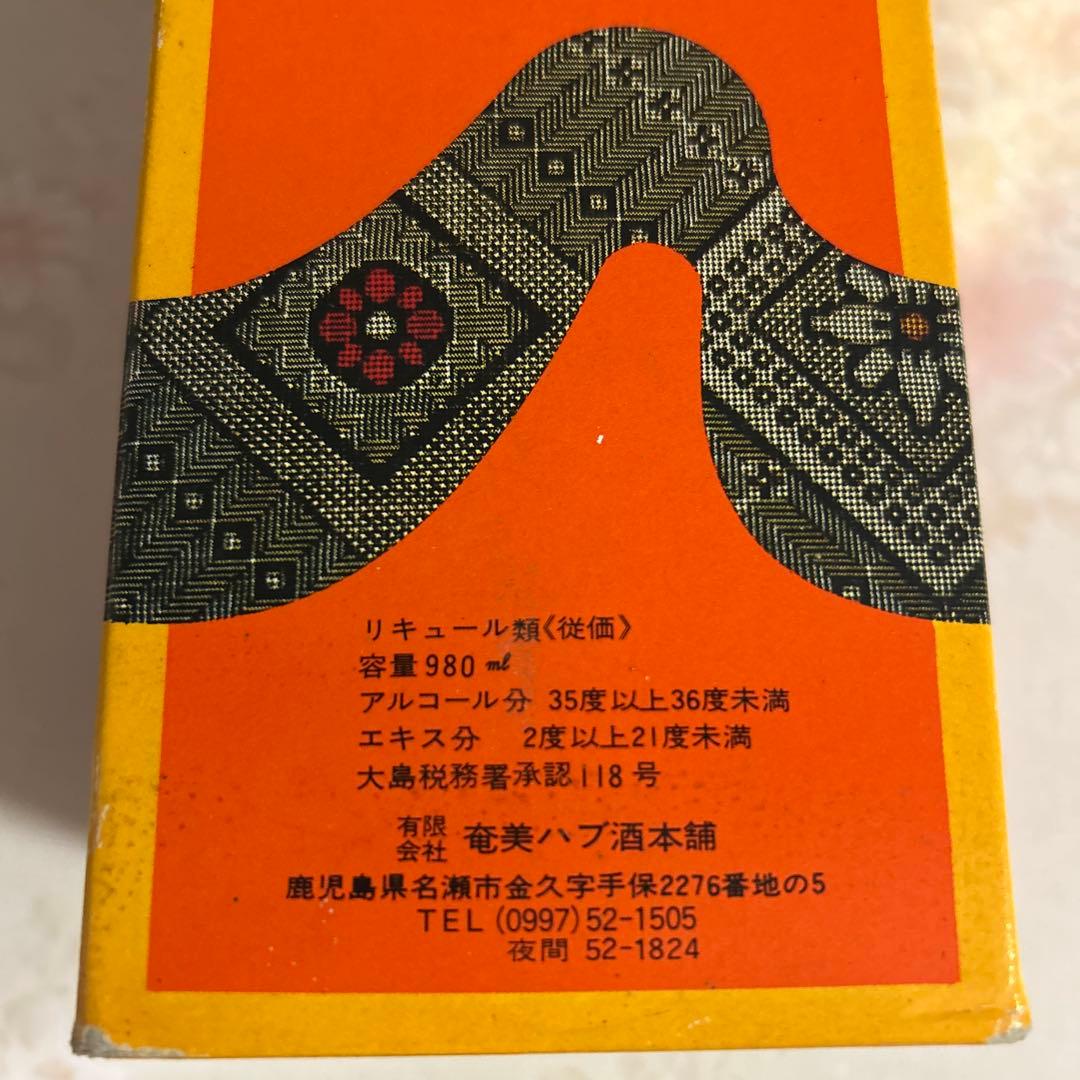 リキュール類《従価》
容量980ml
アルコール分 35度以上36度未満
エキス分 2度以上21度未満
大島税務署承認118号
有限会社 奄美ハブ酒本舗
鹿児島県名瀬市金久字手保2276番地の5
TEL (0997) 52-1505
夜間 52-1824